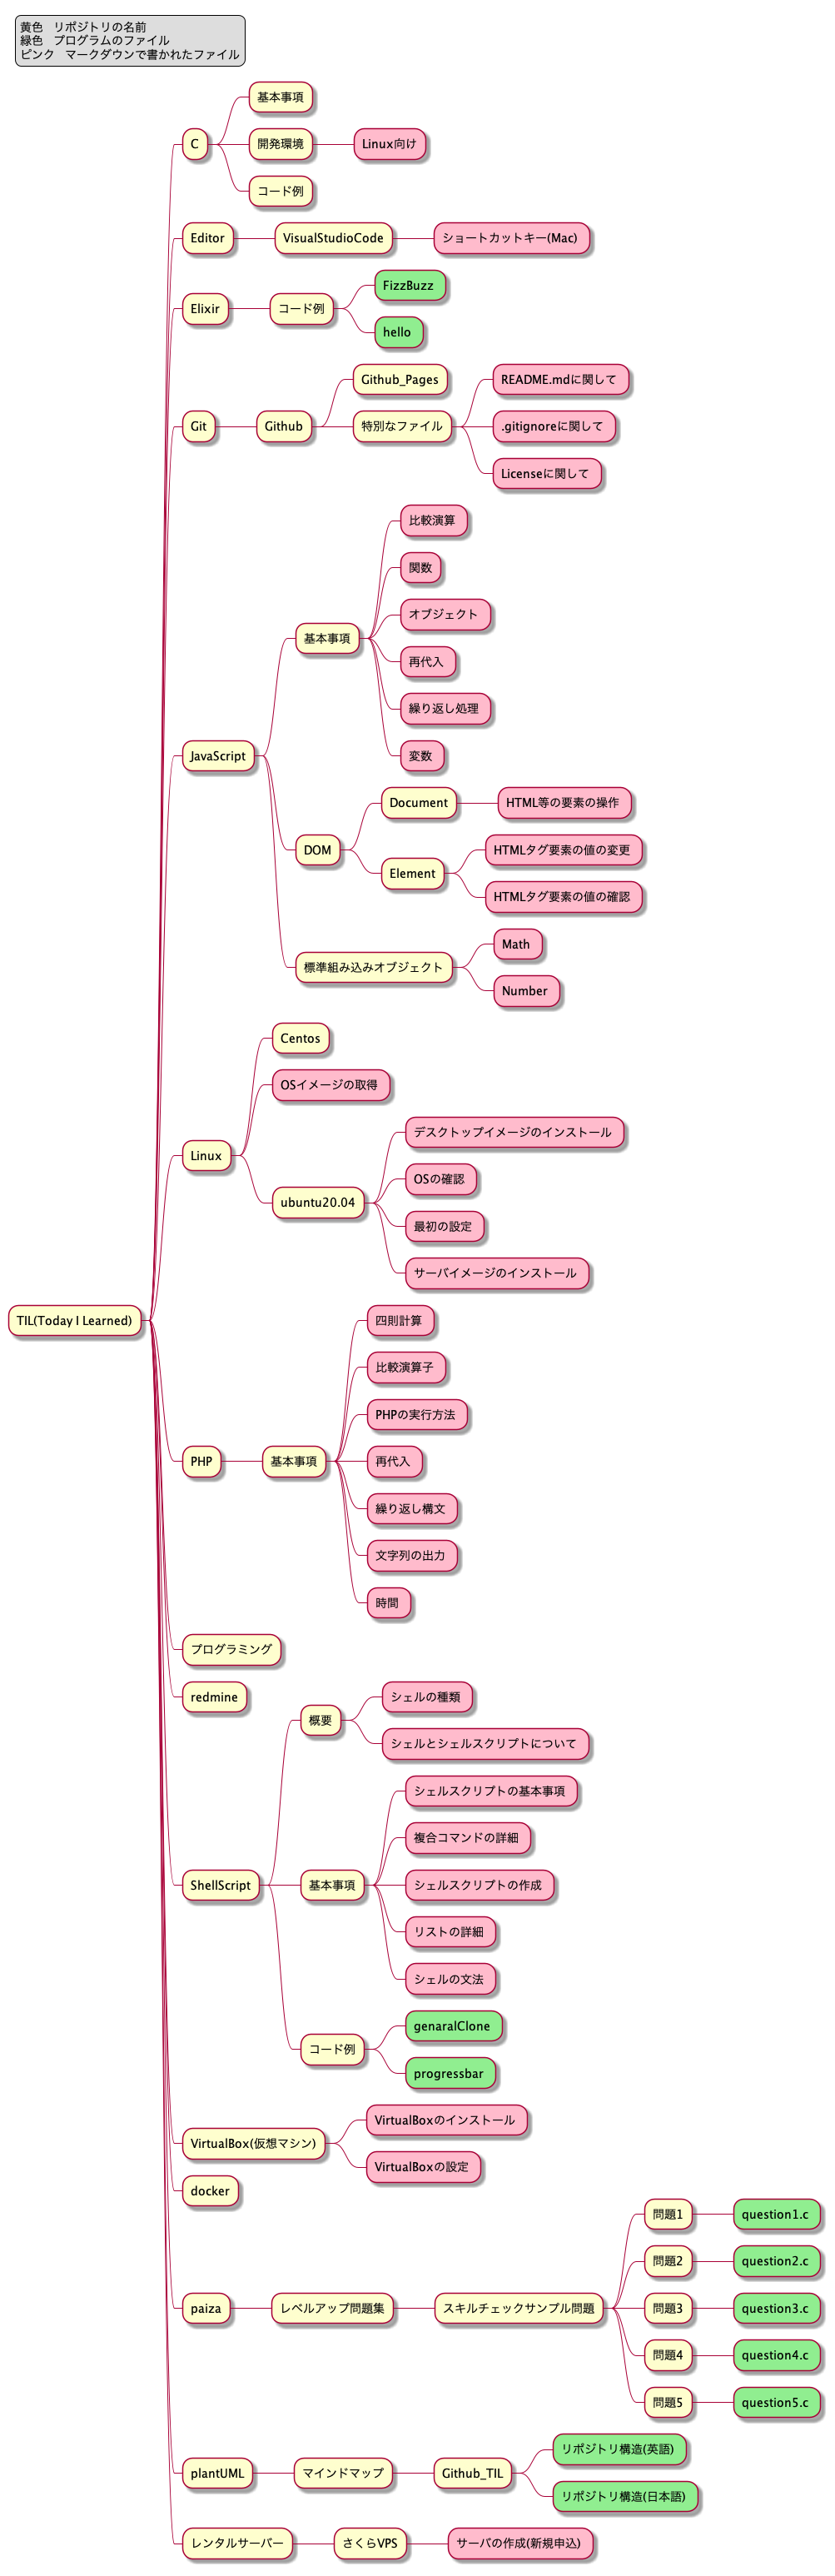 黄色　リポジトリの名前
緑色　プログラムのファイル
ピンク　マークダウンで書かれたファイル
TIL(Today I Learned)
C
基本事項
開発環境
Linux向け
コード例
Editor
VisualStudioCode
ショートカットキー(Mac)
Elixir
コード例
FizzBuzz
hello
Git
Github
Github_Pages
特別なファイル
README.mdに関して
.gitignoreに関して
Licenseに関して
JavaScript
基本事項
比較演算
関数
オブジェクト
再代入
繰り返し処理
変数
DOM
Document
HTML等の要素の操作
Element
HTMLタグ要素の値の変更
HTMLタグ要素の値の確認
標準組み込みオブジェクト
Math
Number
Linux
Centos
OSイメージの取得
ubuntu20.04
デスクトップイメージのインストール
OSの確認
最初の設定
サーバイメージのインストール
PHP
基本事項
四則計算
比較演算子
PHPの実行方法
再代入
繰り返し構文
文字列の出力
時間
プログラミング
redmine
ShellScript
概要
シェルの種類
シェルとシェルスクリプトについて
基本事項
シェルスクリプトの基本事項
複合コマンドの詳細
シェルスクリプトの作成
リストの詳細
シェルの文法
コード例
genaralClone
progressbar
VirtualBox(仮想マシン)
VirtualBoxのインストール
VirtualBoxの設定
docker
paiza
レベルアップ問題集
スキルチェックサンプル問題
問題1
question1.c
問題2
question2.c
問題3
question3.c
問題4
question4.c
問題5
question5.c
plantUML
マインドマップ
Github_TIL
リポジトリ構造(英語)
リポジトリ構造(日本語)
レンタルサーバー
さくらVPS
サーバの作成(新規申込)